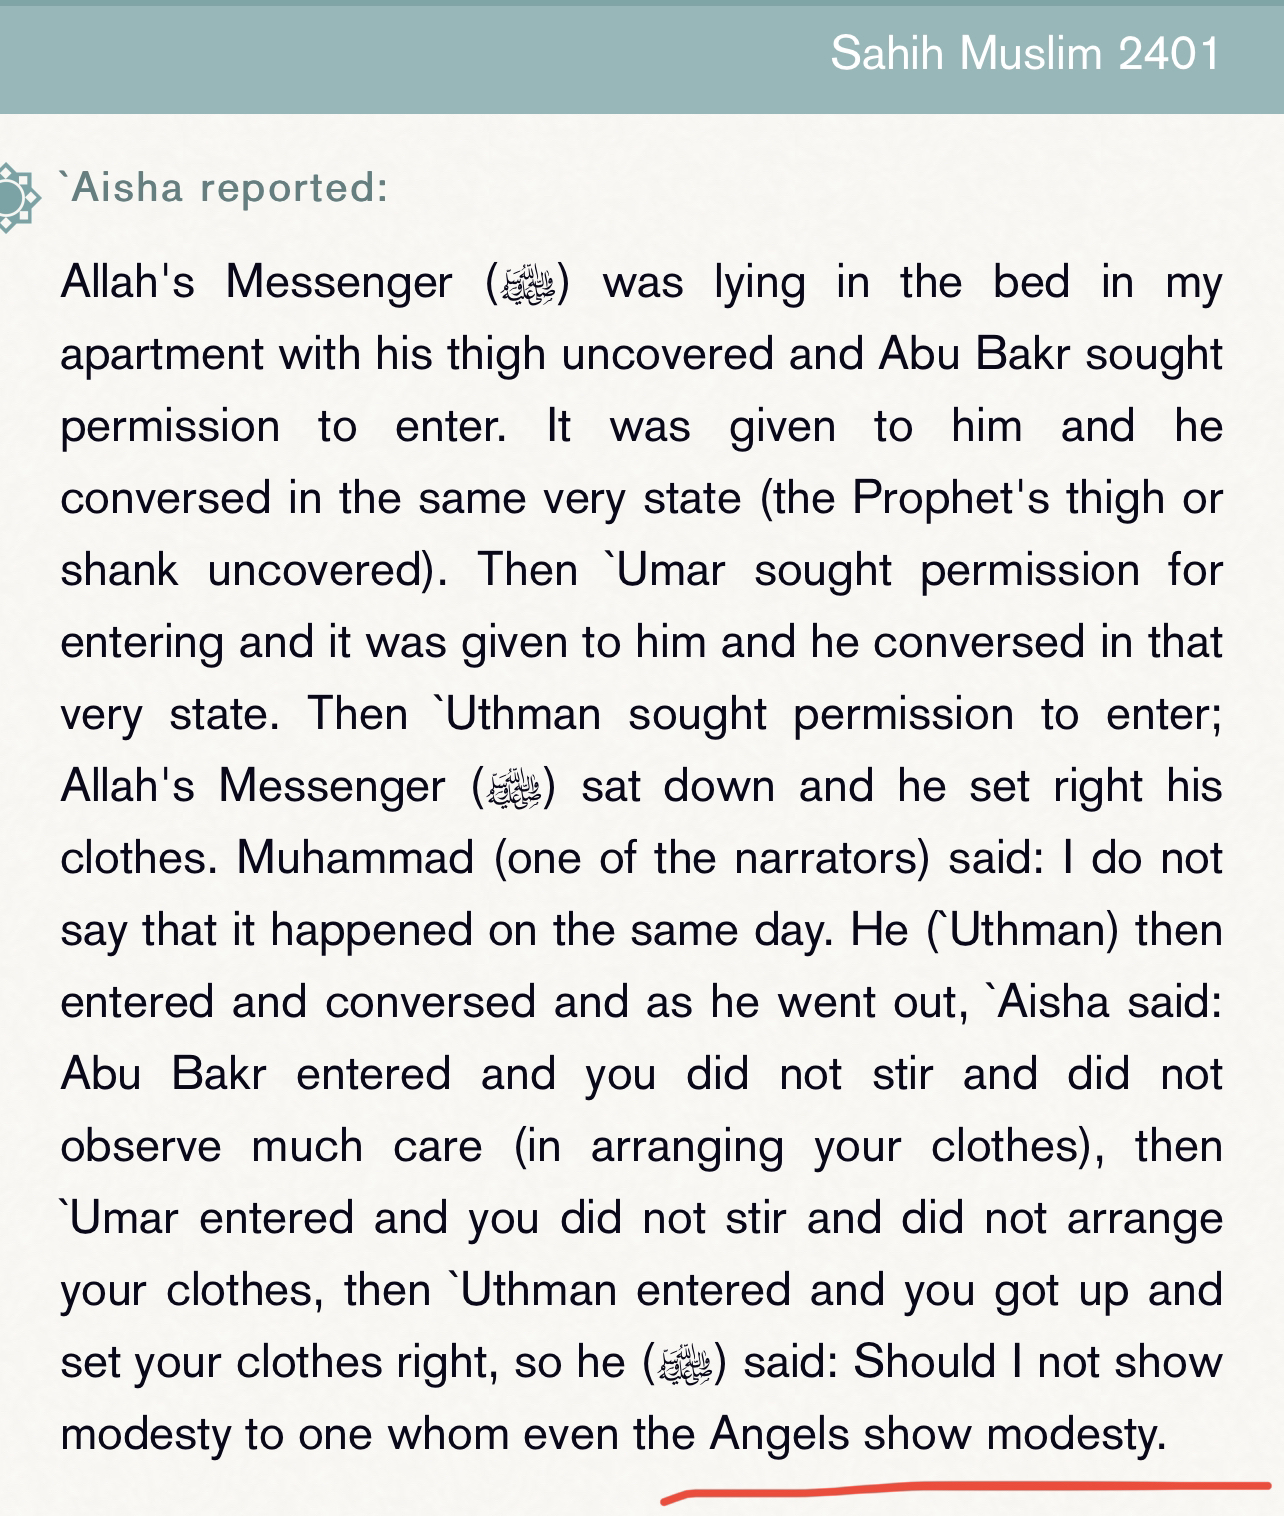 Sahih Muslim 2401
`Aisha reported:
Allah's Messenger (ﷺ) was lying in the bed in my
apartment with his thigh uncovered and Abu Bakr sought
permission to enter. It was given to him and he
conversed in the same very state (the Prophet's thigh or
shank uncovered). Then `Umar sought permission for
entering and it was given to him and he conversed in that
very state. Then `Uthman sought permission to enter;
Allah's Messenger (ﷺ) sat down and he set right his
clothes. Muhammad (one of the narrators) said: I do not
say that it happened on the same day. He (`Uthman) then
entered and conversed and as he went out, `Aisha said:
Abu Bakr entered and you did not stir and did not
observe much care (in arranging your clothes), then
`Umar entered and you did not stir and did not arrange
your clothes, then `Uthman entered and you got up and
set your clothes right, so he (ﷺ) said: Should I not show
modesty to one whom even the Angels show modesty.